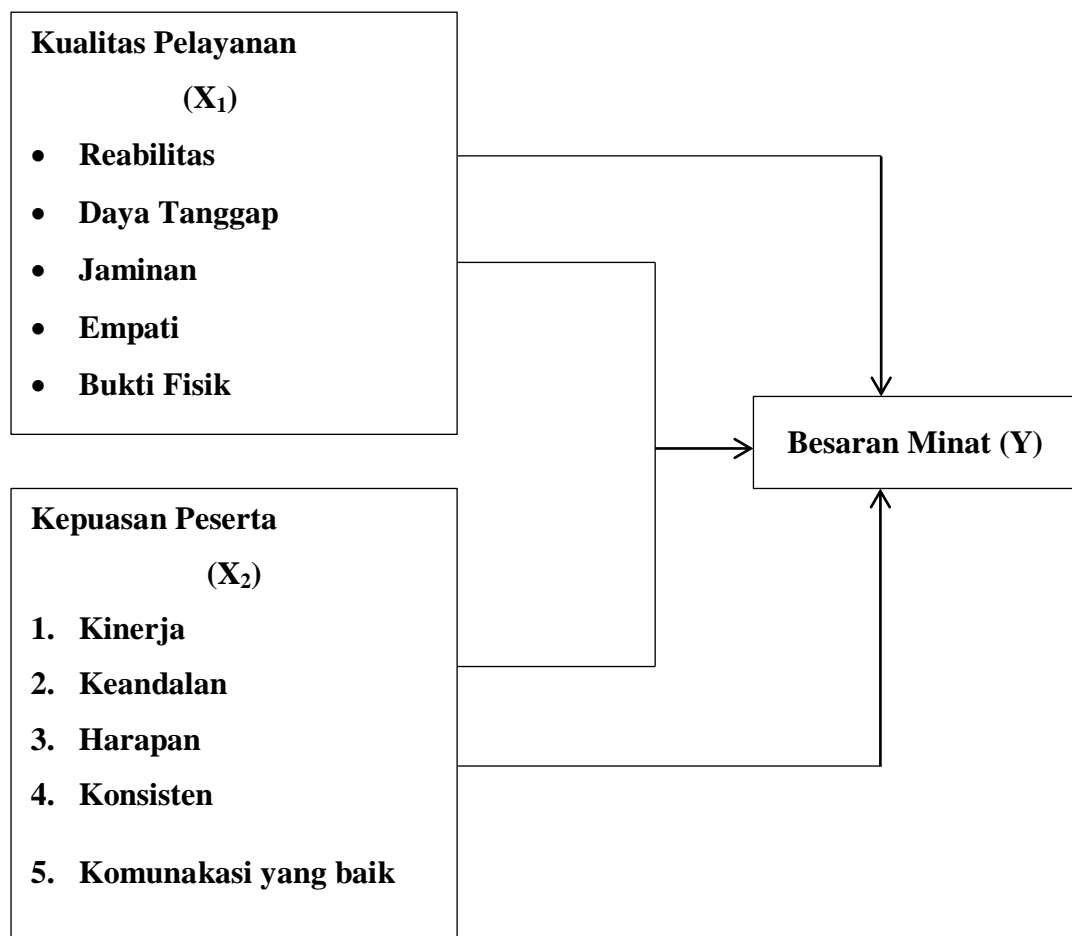 Kualitas Pelayanan
(X₁)
• Reabilitas
• Daya Tanggap
• Jaminan
• Empati
• Bukti Fisik
Besaran Minat (Y)
Kepuasan Peserta
(X₂)
1. Kinerja
2. Keandalan
3. Harapan
4. Konsisten
5. Komunakasi yang baik